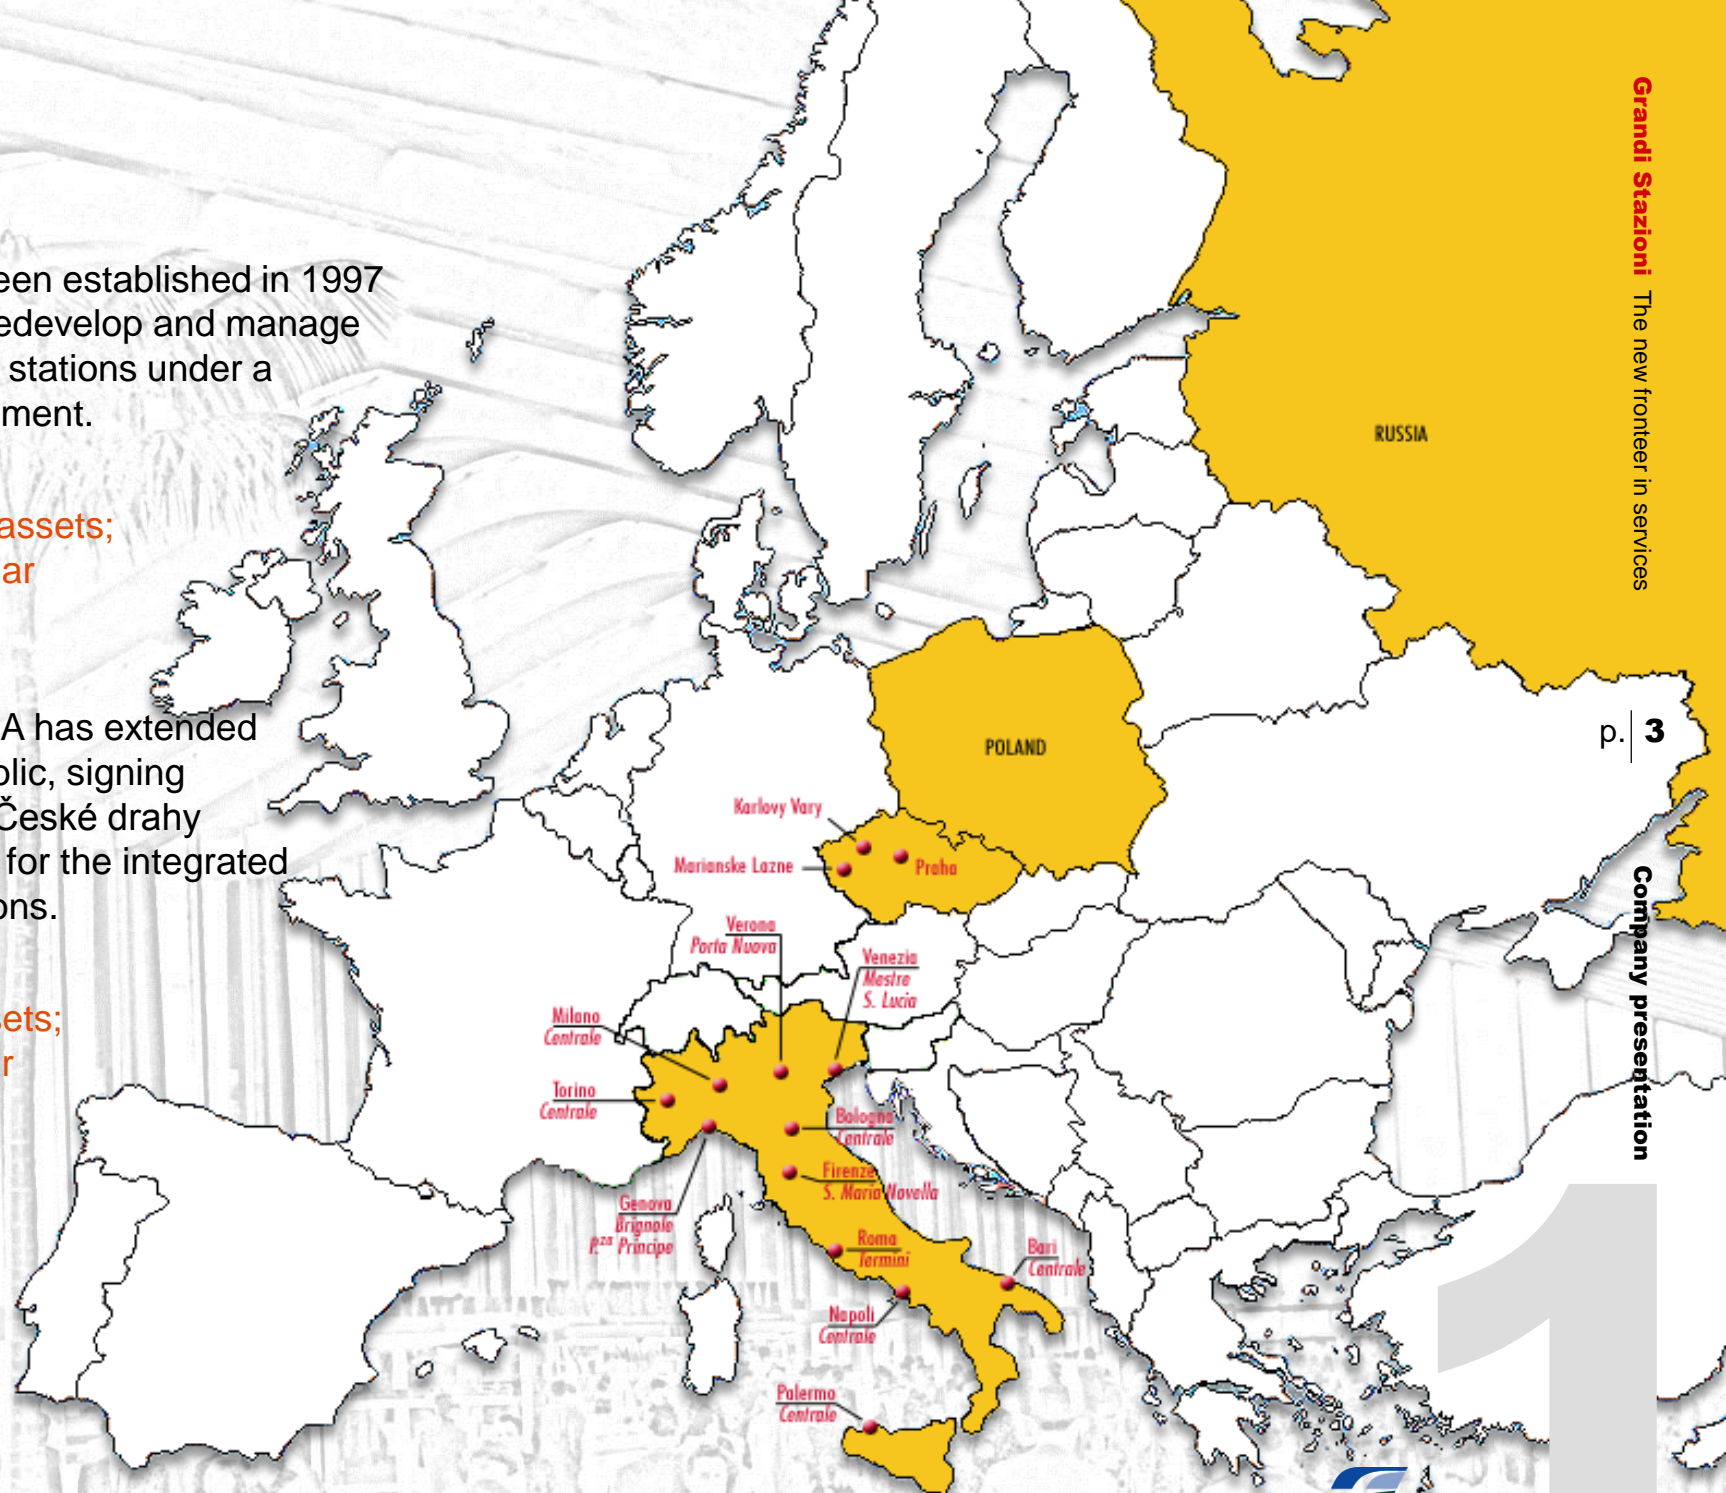 een established in 1997
edevelop and manage
stations under a
ment.
assets;
ar
A has extended
olic, signing
České drahy
for the integrated
ons.
sets;
r
RUSSIA
POLAND
Karlovy Vary
Marianske Lazne
Praha
Verona
Porta Nuova
Venezia
Mestre
S. Lucia
Milano
Centrale
Torino
Centrale
Bologna
Centrale
Firenze
S. Maria Novella
Genova
Brignole
P.za Principe
Roma
Termini
Bari
Centrale
Napoli
Centrale
Palermo
Centrale
Grandi Stazioni The new fronteer in services
p. 3
Company presentation
1